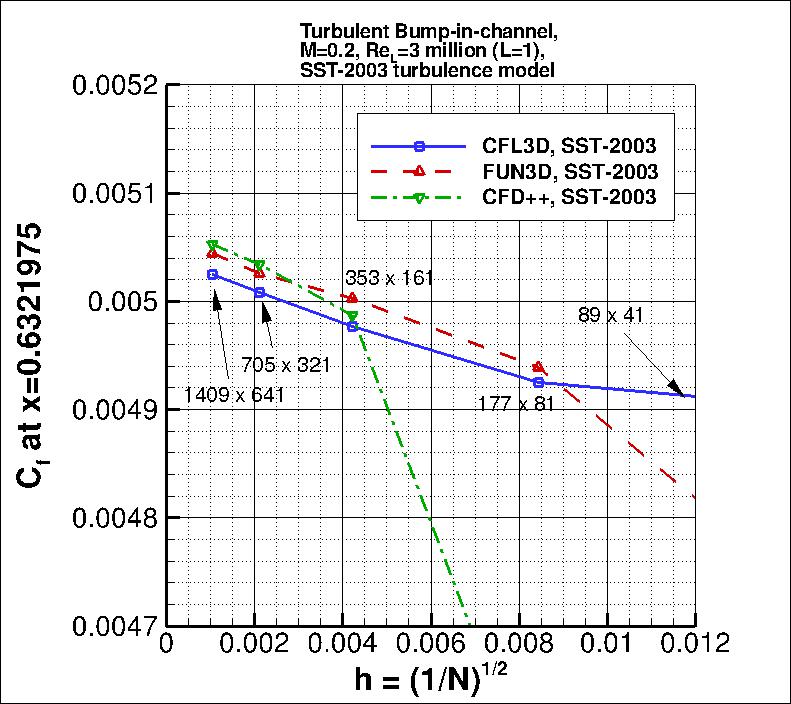 Turbulent Bump-in-channel,
M=0.2, ReL=3 million (L=1),
SST-2003 turbulence model
0.0052
0.0051
0.005
0.0049
0.0048
0.0047
Cf at x=0.6321975
CFL3D, SST-2003
FUN3D, SST-2003
CFD++, SST-2003
353 x 161
89 x 41
705 x 321
1409 x 641
177 x 81
0 0.002 0.004 0.006 0.008 0.01 0.012
h = (1/N)^1/2